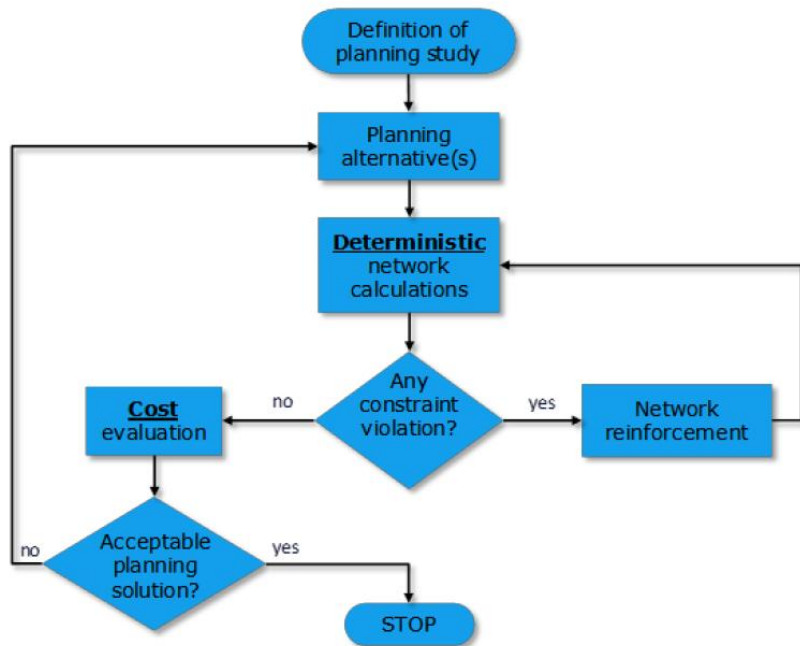 Definition of
planning study
Planning
alternative(s)
Deterministic
network
calculations
Any
constraint
violation?
no
yes
Cost
evaluation
Network
reinforcement
Acceptable
planning
solution?
no
yes
STOP